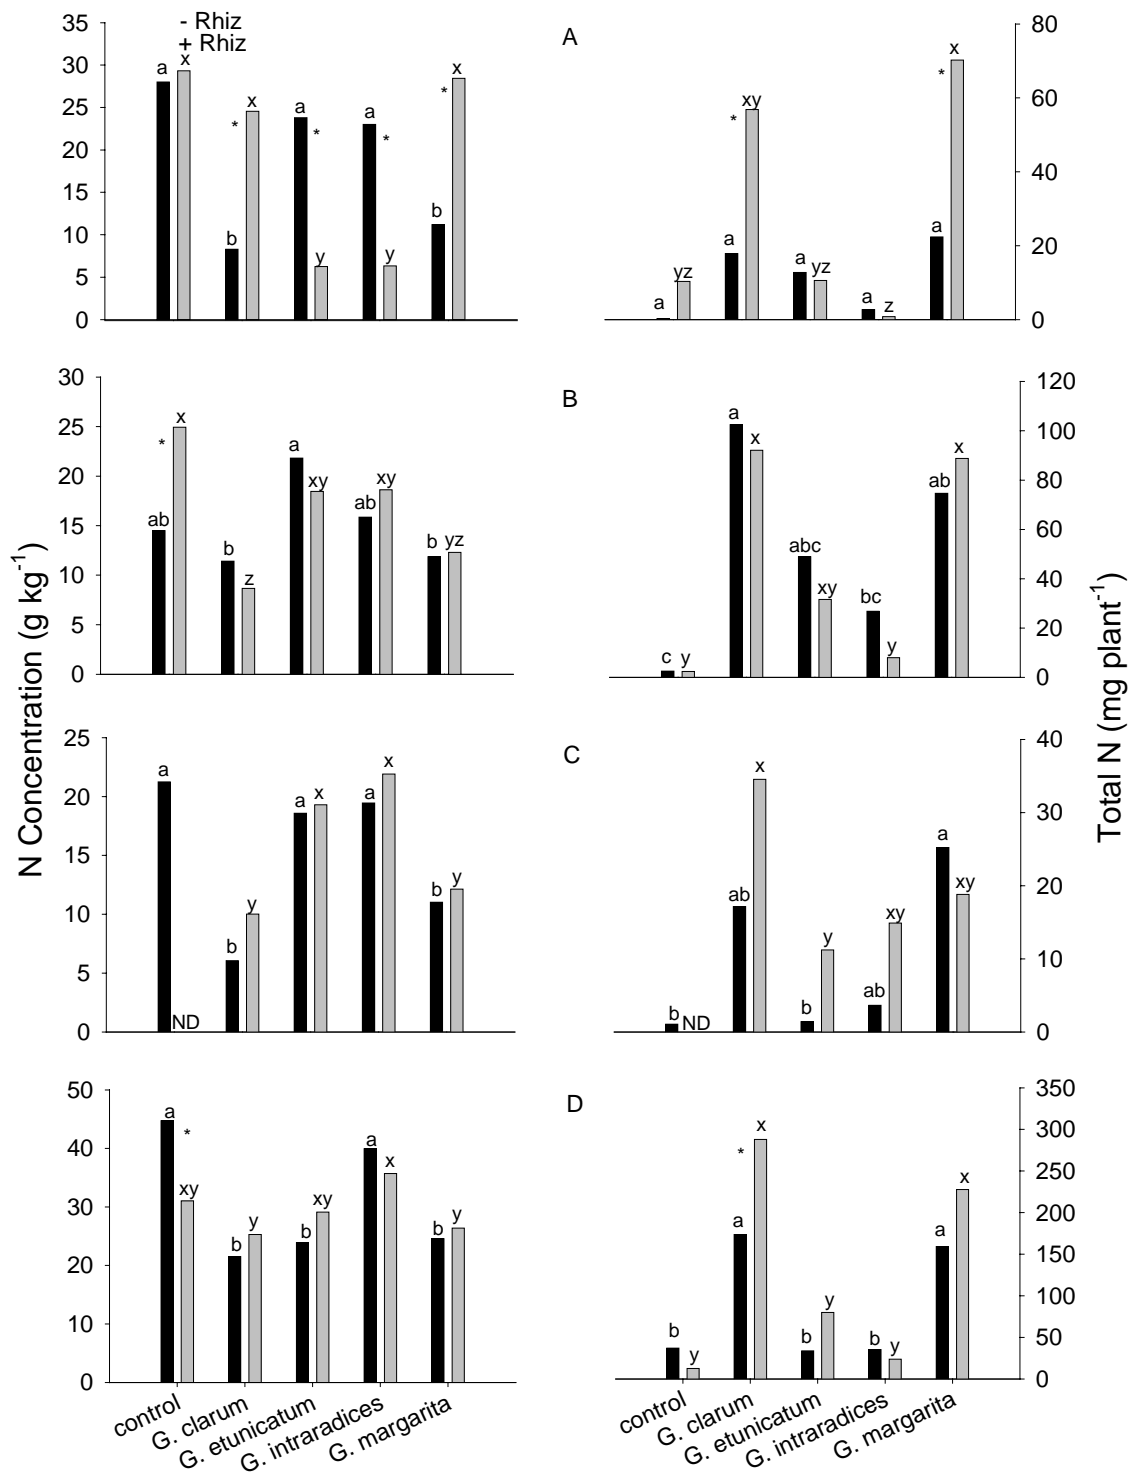 - Rhiz
+ Rhiz
A
35
30
25
20
15
10
5
0
a x
b x
a y
a y
b x
* * * *
80
60
40
20
0
a yz
a xy
a yz
a z
a x
* *
B
30
25
20
15
10
5
0
ab x
b z
a xy
ab xy
b yz
*
120
100
80
60
40
20
0
c y
a x
abc xy
bc y
ab x
N Concentration (g kg-1)
Total N (mg plant-1)
C
25
20
15
10
5
0
a ND
b y
a x
a x
b y
40
30
20
10
0
b ND
ab x
b y
ab xy
a xy
D
50
40
30
20
10
0
a xy
b y
b xy
a x
b y
*
350
300
250
200
150
100
50
0
b y
a x
b y
b y
a x
*
control
G. clarum
G. etunicatum
G. intraradices
G. margarita
control
G. clarum
G. etunicatum
G. intraradices
G. margarita